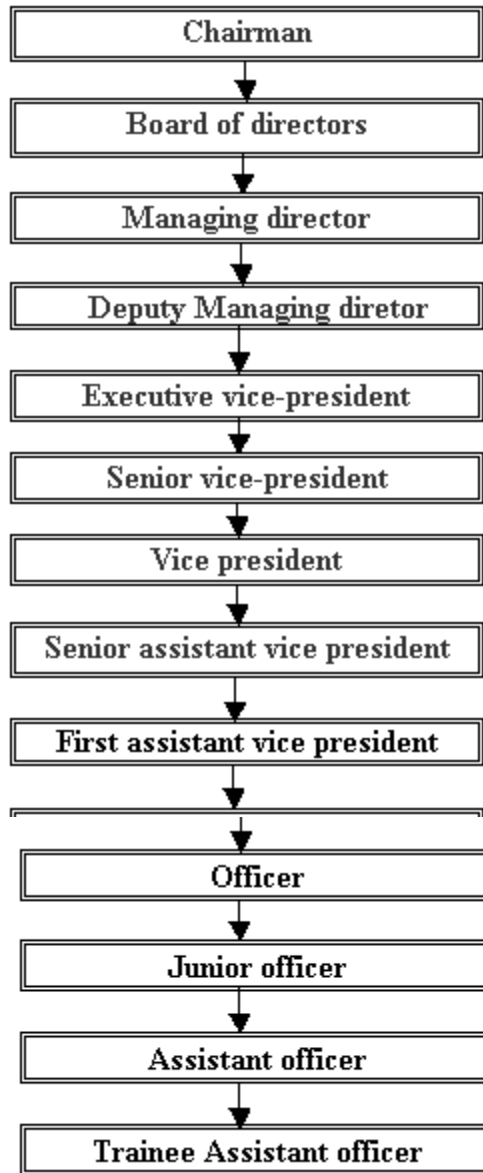 Chairman
Board of directors
Managing director
Deputy Managing diretor
Executive vice-president
Senior vice-president
Vice president
Senior assistant vice president
First assistant vice president
Officer
Junior officer
Assistant officer
Trainee Assistant officer